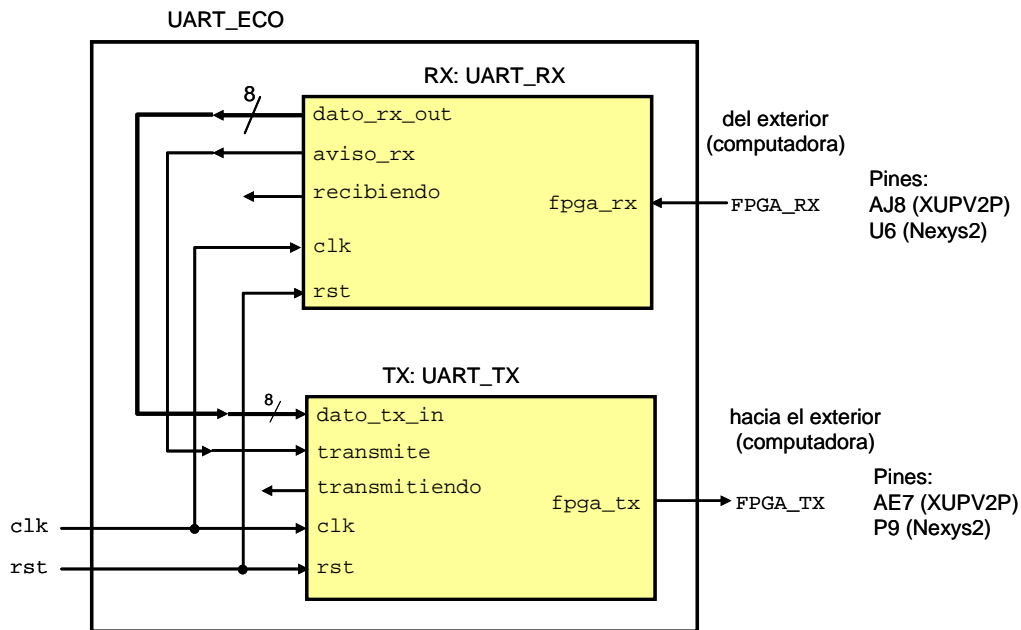 UART_ECO
RX: UART_RX
8
dato_rx_out
aviso_rx
recibiendo
clk
rst
fpga_rx
del exterior
(computadora)
FPGA_RX
Pines:
AJ8 (XUPV2P)
U6 (Nexys2)
TX: UART_TX
8
dato_tx_in
transmite
transmitiendo
clk
rst
fpga_tx
hacia el exterior
(computadora)
FPGA_TX
Pines:
AE7 (XUPV2P)
P9 (Nexys2)
clk
rst